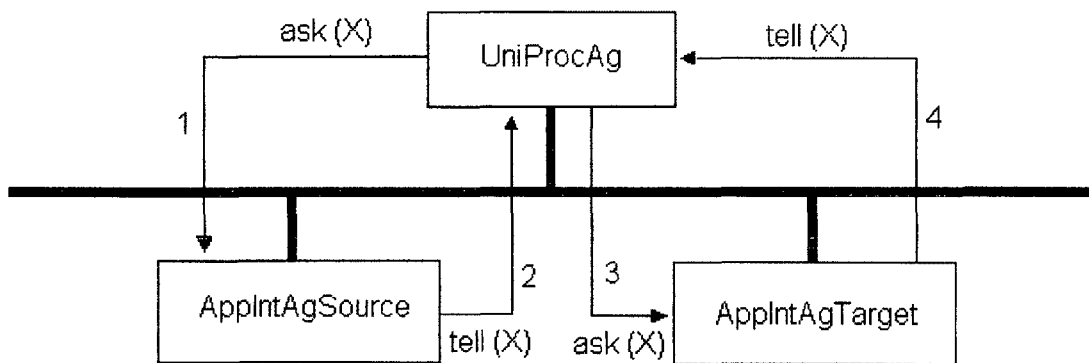 ask (X)
UniProcAg
tell (X)
1
4
2
3
AppIntAgSource
AppIntAgTarget
tell (X)
ask (X)